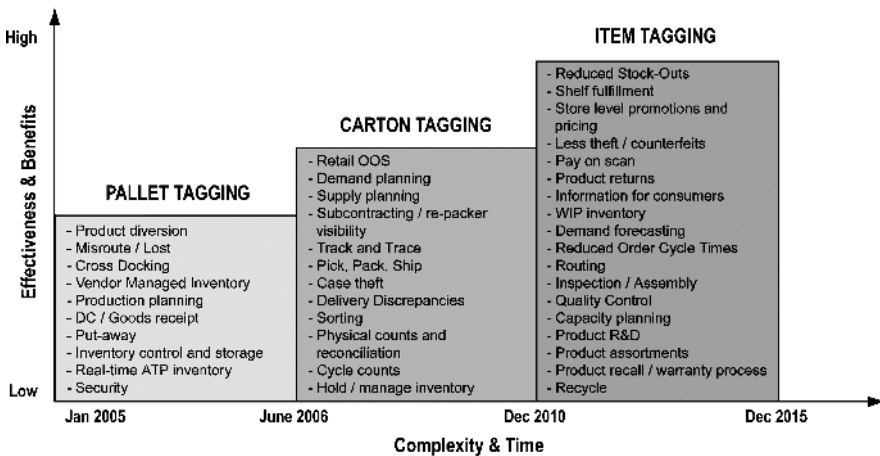 High
Effectiveness & Benefits
Low
PALLET TAGGING
- Product diversion
- Misroute / Lost
- Cross Docking
- Vendor Managed Inventory
- Production planning
- DC / Goods receipt
- Put-away
- Inventory control and storage
- Real-time ATP inventory
- Security
CARTON TAGGING
- Retail OOS
- Demand planning
- Supply planning
- Subcontracting / re-packer
visibility
- Track and Trace
- Pick, Pack, Ship
- Case theft
- Delivery Discrepancies
- Sorting
- Physical counts and
reconciliation
- Cycle counts
- Hold / manage inventory
ITEM TAGGING
- Reduced Stock-Outs
- Shelf fulfillment
- Store level promotions and
pricing
- Less theft / counterfeits
- Pay on scan
- Product returns
- Information for consumers
- WIP inventory
- Demand forecasting
- Reduced Order Cycle Times
- Routing
- Inspection / Assembly
- Quality Control
- Capacity planning
- Product R&D
- Product assortments
- Product recall / warranty process
- Recycle
Jan 2005
June 2006
Dec 2010
Dec 2015
Complexity & Time